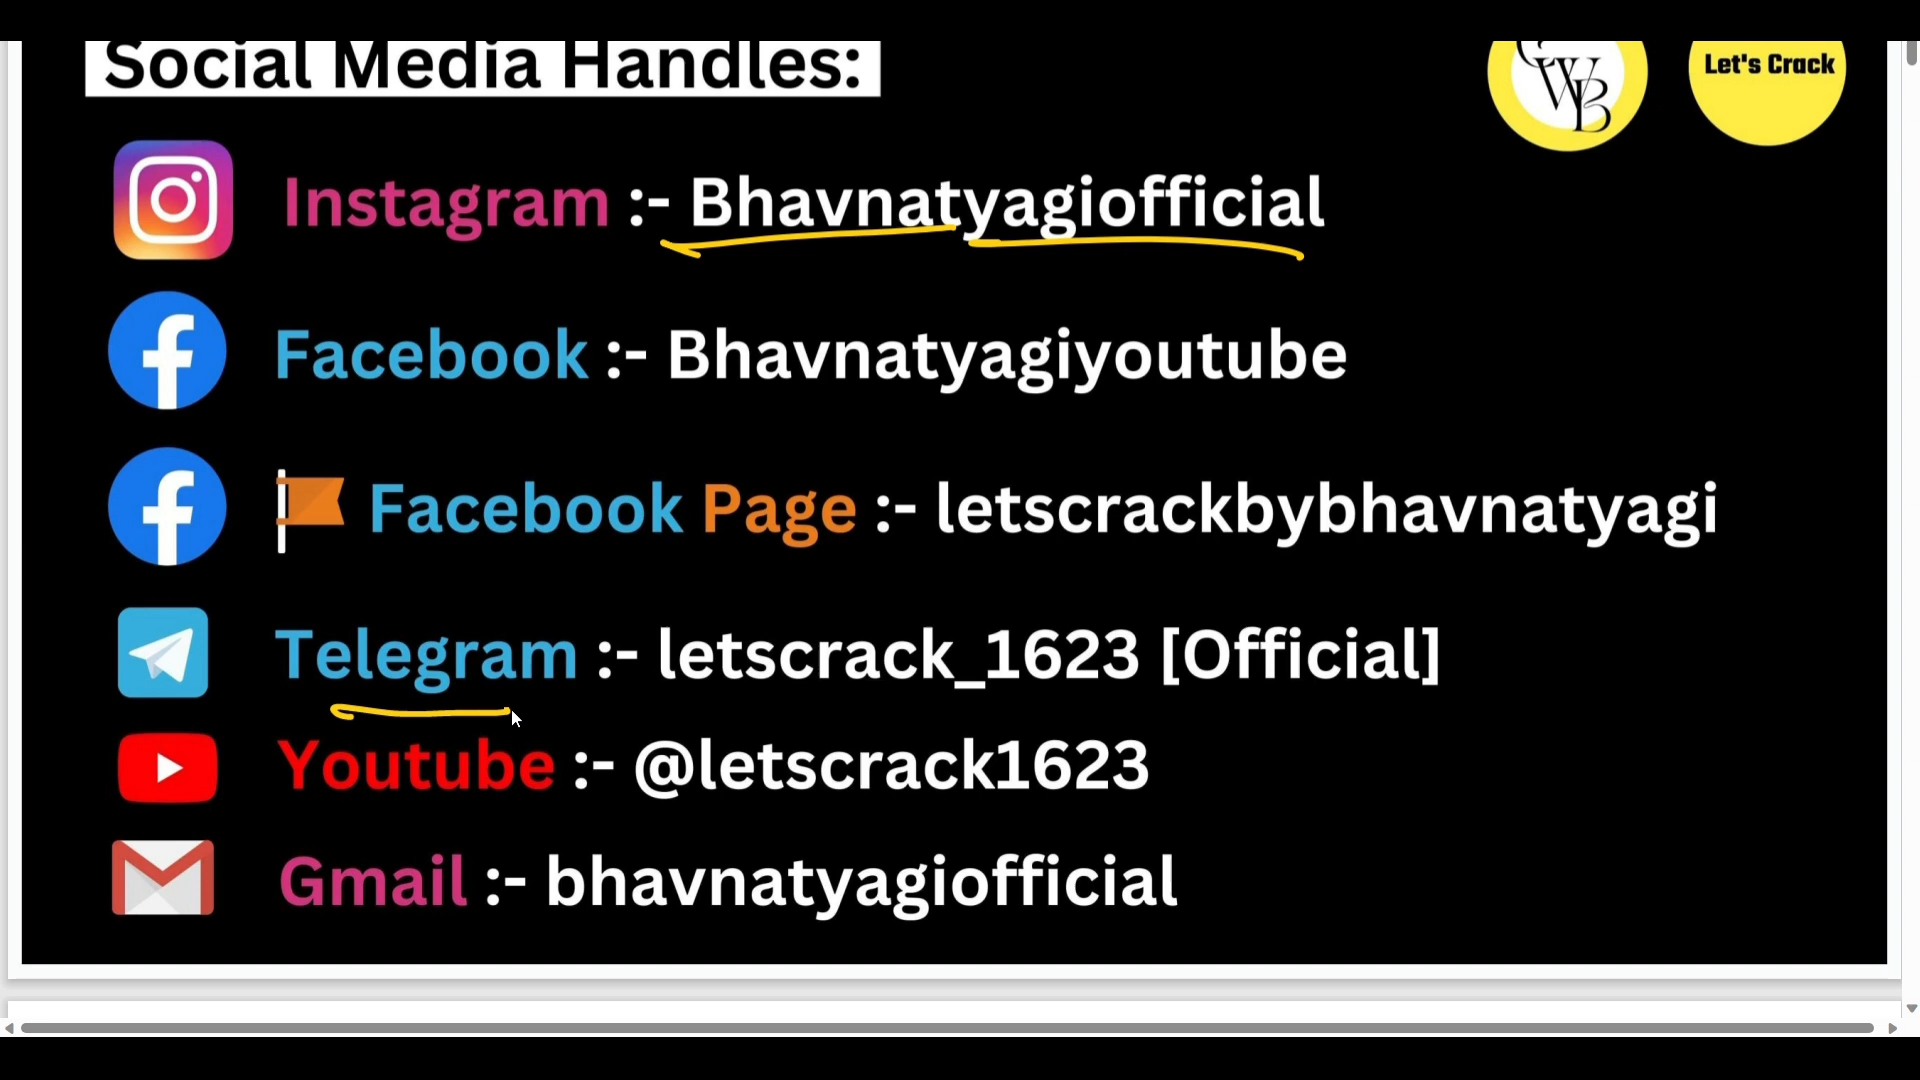 Social Media Handles:
WB
Let's Crack
Instagram :- Bhavnatyagiofficial
Facebook :- Bhavnatyagiyoutube
Facebook Page :- letscrackbybhavnatyagi
Telegram :- letscrack_1623 [Official]
Youtube :- @letscrack1623
Gmail :- bhavnatyagiofficial